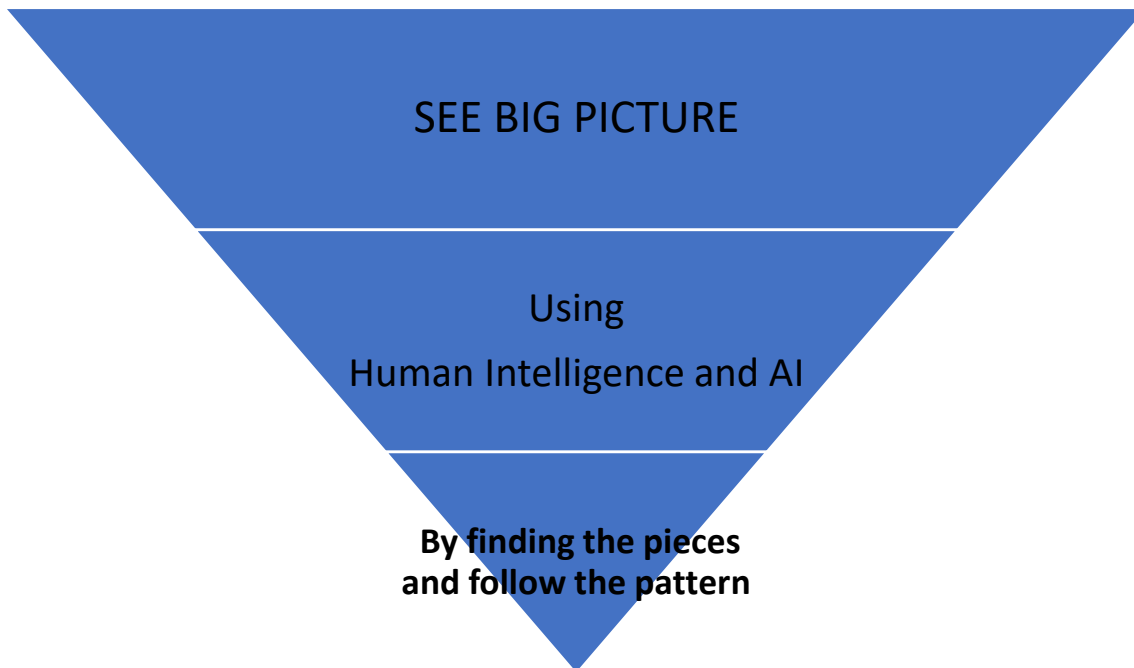 SEE BIG PICTURE
Using
Human Intelligence and AI
By finding the pieces
and follow the pattern